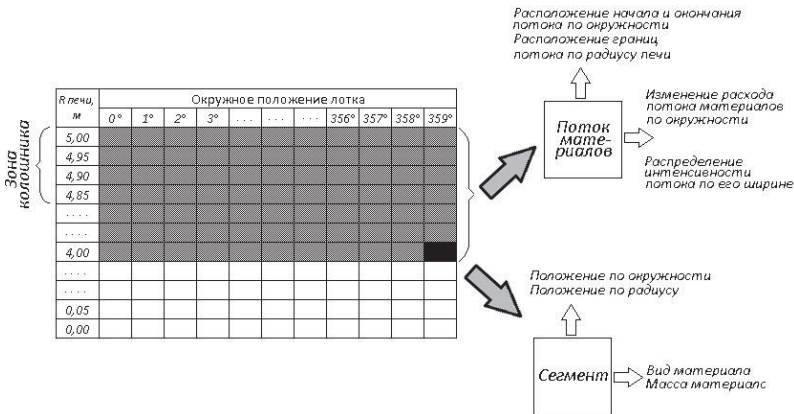 Расположение начала и окончания
потока по окружности
Расположение границ
потока по радиусу печи
Поток
мате-
риалов
Изменение расхода
потока материалов
по окружности
Распределение
интенсивности
потока по его ширине
Зона
колошника
R печи,
м
Окружное положение лотка
0° 1° 2° 3° . . . . . . . . . 356° 357° 358° 359°
5,00
4,95
4,90
4,85
. . . .
. . . .
4,00
. . . .
. . . .
0,05
0,00
Положение по окружности
Положение по радиусу
Сегмент
Вид материала
Масса материалс